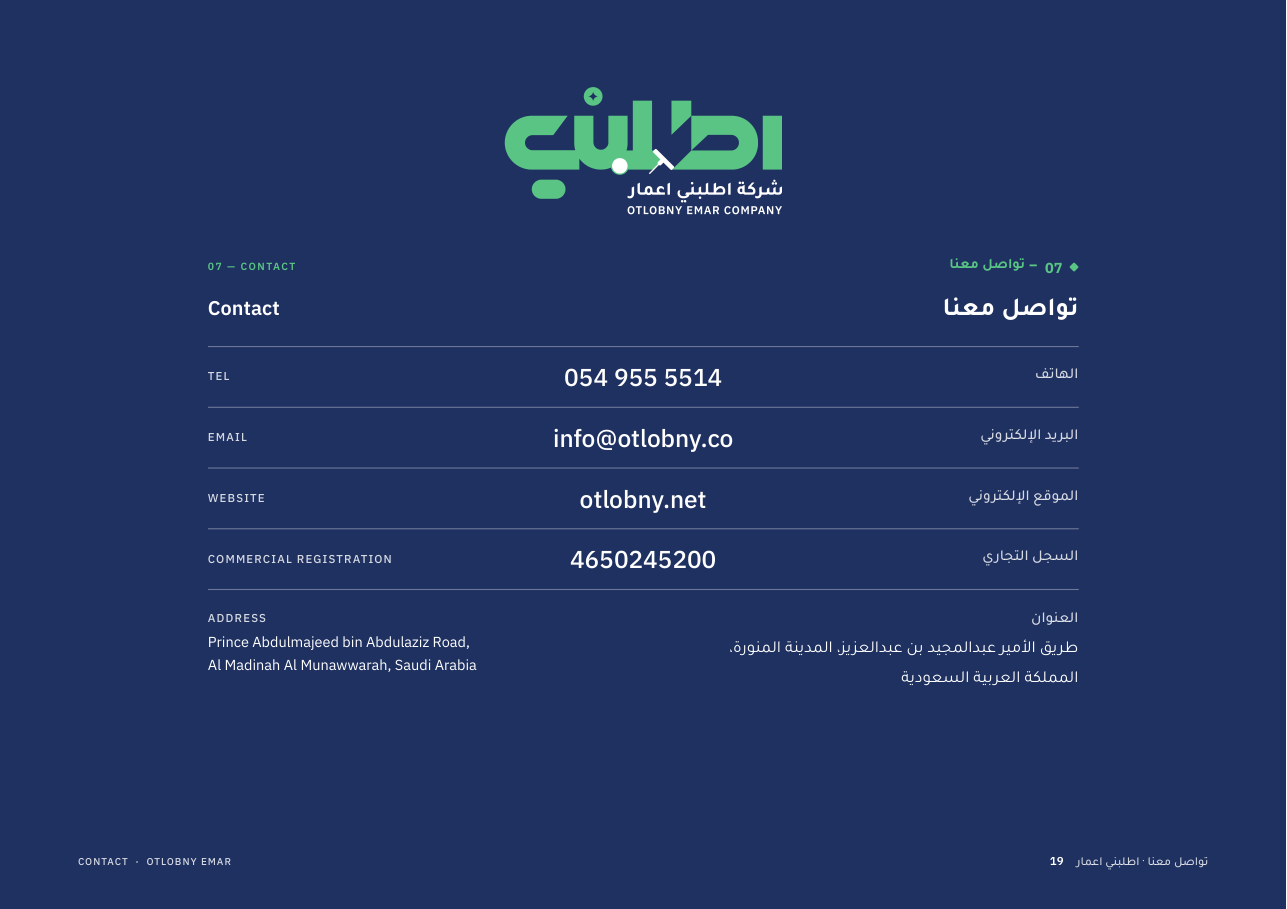 اطلبني
شركة اطلبني اعمار
OTLOBNY EMAR COMPANY
07 — CONTACT
07 – تواصل معنا
Contact
تواصل معنا
TEL
054 955 5514
الهاتف
EMAIL
info@otlobny.co
البريد الإلكتروني
WEBSITE
otlobny.net
الموقع الإلكتروني
COMMERCIAL REGISTRATION
4650245200
السجل التجاري
ADDRESS
Prince Abdulmajeed bin Abdulaziz Road,
Al Madinah Al Munawwarah, Saudi Arabia
العنوان
طريق الأمير عبدالمجيد بن عبدالعزيز، المدينة المنورة،
المملكة العربية السعودية
CONTACT · OTLOBNY EMAR
تواصل معنا · اطلبني اعمار 19